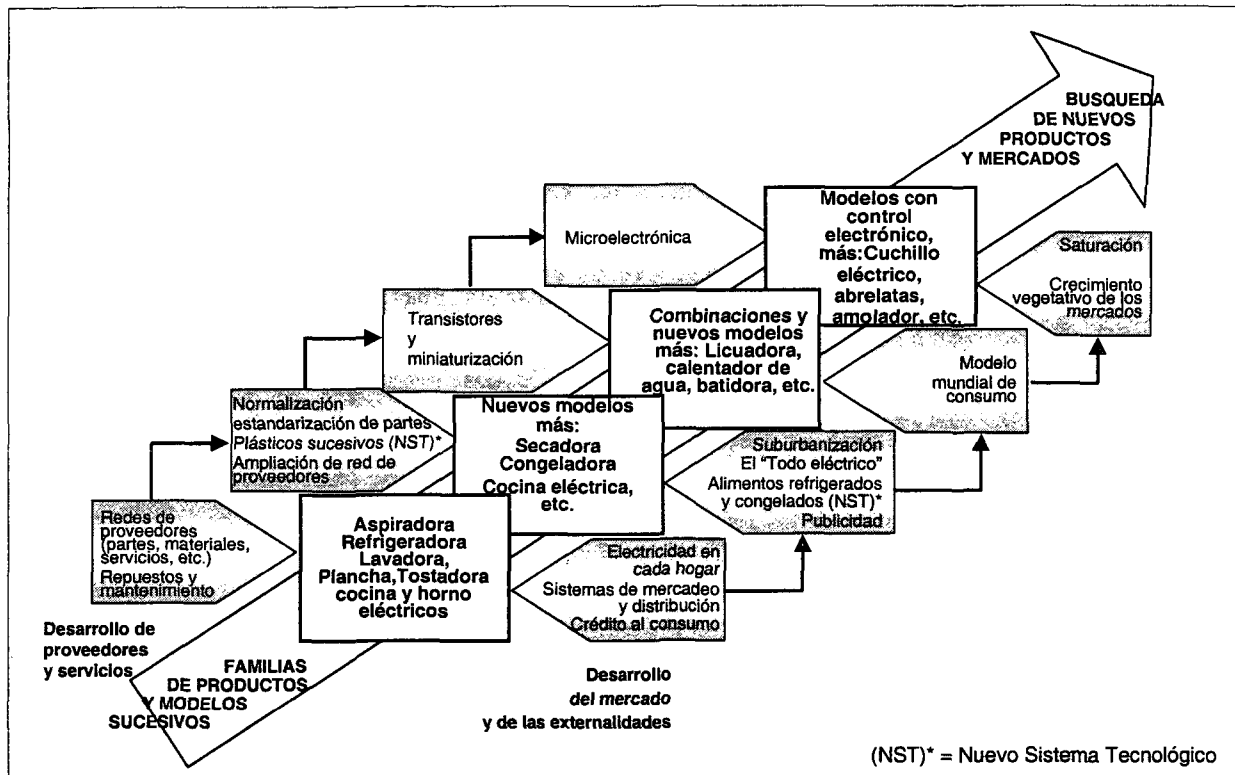 BUSQUEDA
DE NUEVOS
PRODUCTOS
Y MERCADOS
Modelos con
control
electrónico,
más:Cuchillo
eléctrico,
abrelatas,
amolador, etc.
Microelectrónica
Saturación
Crecimiento
vegetativo de los
mercados
Transistores
y
miniaturización
Combinaciones y
nuevos modelos
más: Licuadora,
calentador de
agua, batidora, etc.
Modelo
mundial de
consumo
Normalización
estandarización de partes
Plásticos sucesivos (NST)*
Ampliación de red de
proveedores
Nuevos modelos
más:
Secadora
Congeladora
Cocina eléctrica,
etc.
Suburbanización
El "Todo eléctrico"
Alimentos refrigerados
y congelados (NST)*
Publicidad
Redes de
proveedores
(partes, materiales,
servicios, etc.)
Repuestos y
mantenimiento
Aspiradora
Refrigeradora
Lavadora,
Plancha,Tostadora
cocina y horno
eléctricos
Electricidad en
cada hogar
Sistemas de mercadeo
y distribución
Crédito al consumo
Desarrollo de
proveedores
y servicios
FAMILIAS
DE PRODUCTOS
Y MODELOS
SUCESIVOS
Desarrollo
del mercado
y de las externalidades
(NST)* = Nuevo Sistema Tecnológico